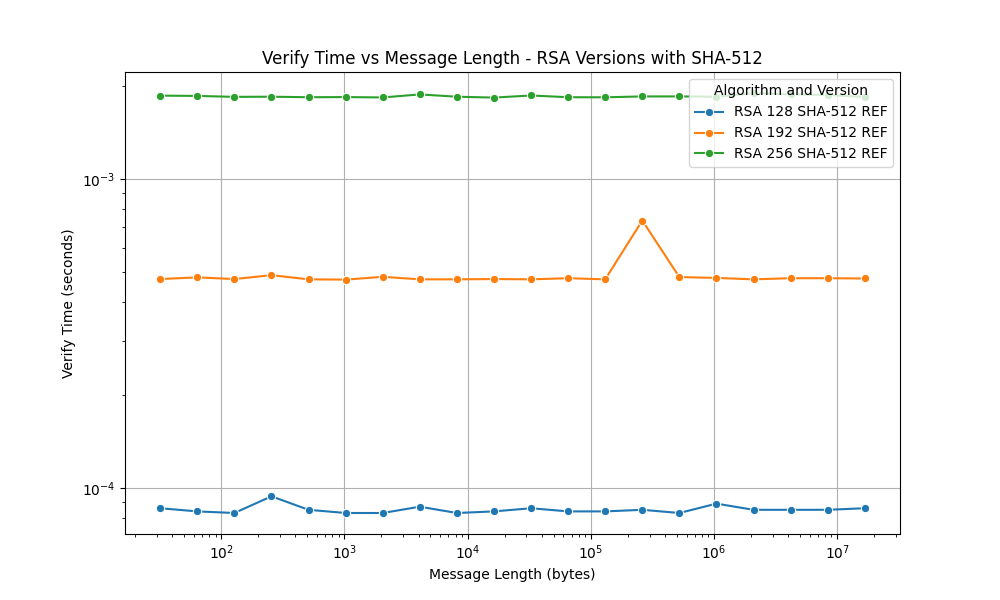 Verify Time vs Message Length - RSA Versions with SHA-512
Algorithm and Version
RSA 128 SHA-512 REF
RSA 192 SHA-512 REF
RSA 256 SHA-512 REF
Verify Time (seconds)
10⁻³
10⁻⁴
10² 10³ 10⁴ 10⁵ 10⁶ 10⁷
Message Length (bytes)